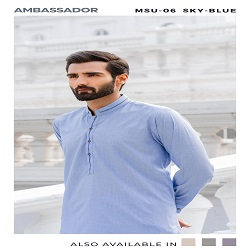 AMBASSADOR MSU-06 SKY-BLUE
ALSO AVAILABLE IN